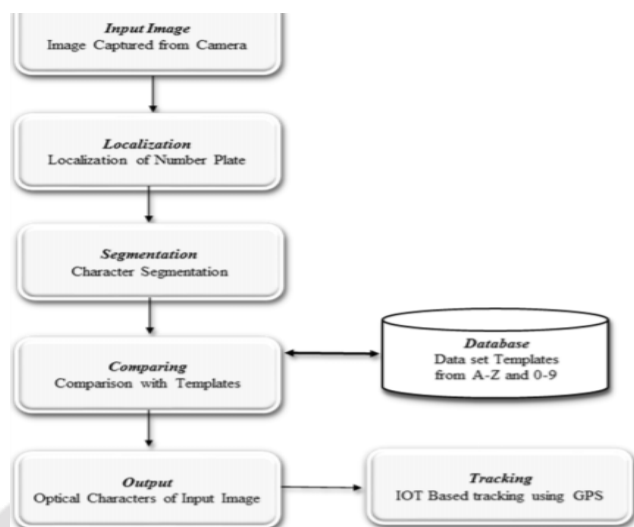 Input Image
Image Captured from Camera
Localization
Localization of Number Plate
Segmentation
Character Segmentation
Comparing
Comparison with Templates
Database
Data set Templates
from A-Z and 0-9
Output
Optical Characters of Input Image
Tracking
IOT Based tracking using GPS